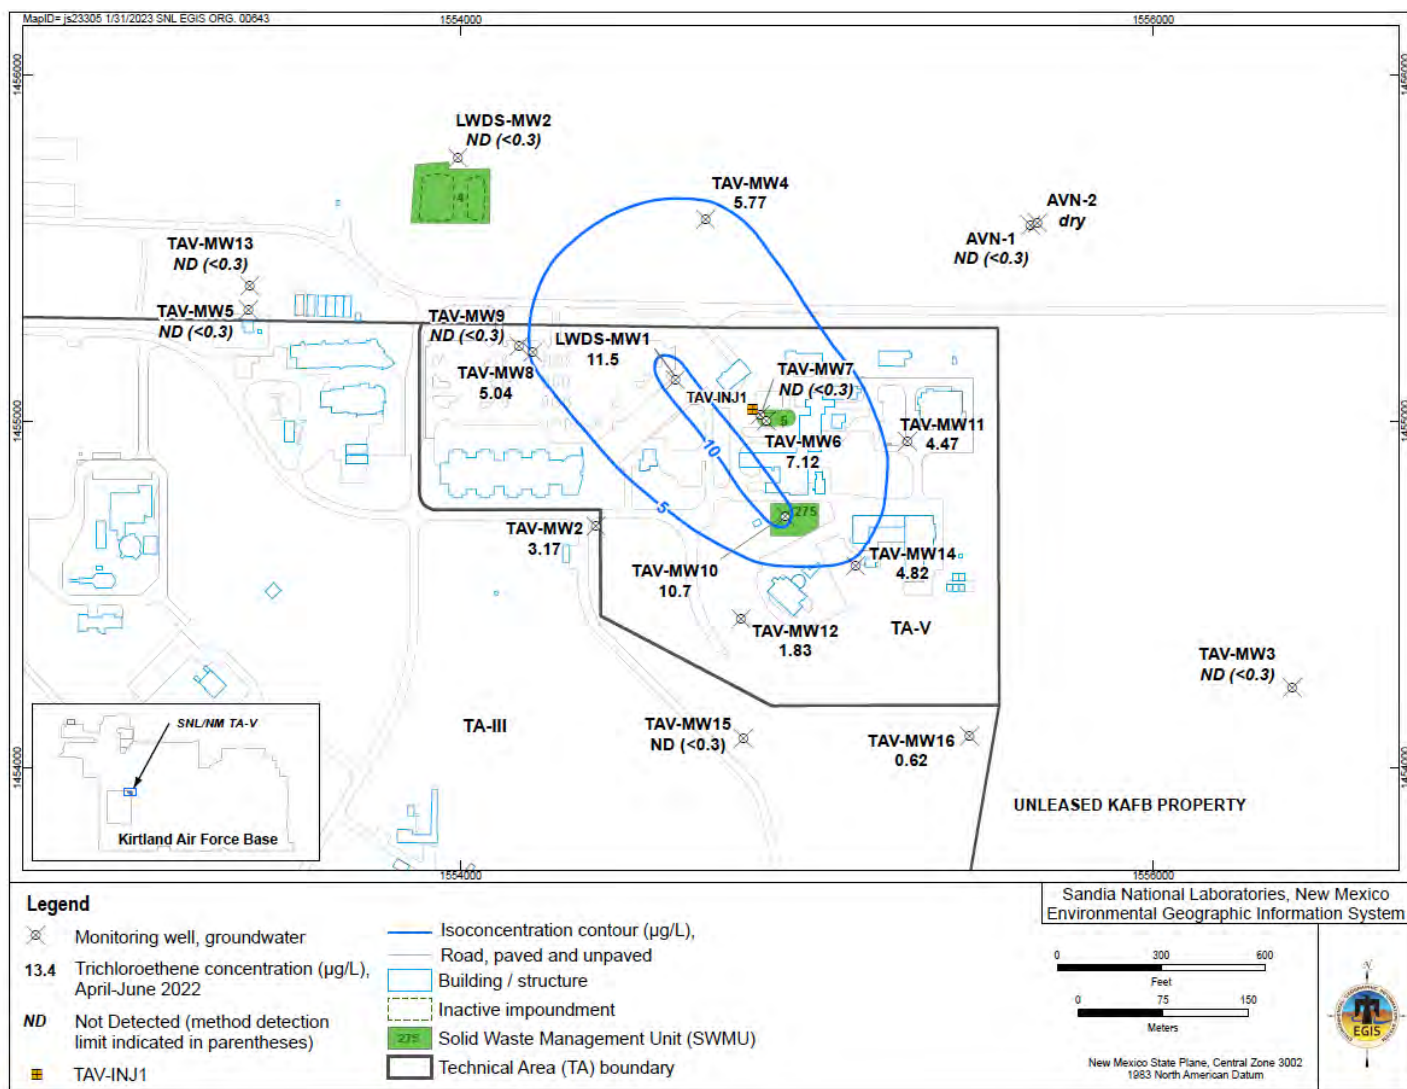 MapID= js23305 1/31/2023 SNL EGIS ORG. 00643
1554000
1556000
1456000
1456000
LWDS-MW2
ND (<0.3)
4
TAV-MW4
5.77
AVN-2
dry
AVN-1
ND (<0.3)
TAV-MW13
ND (<0.3)
TAV-MW5
ND (<0.3)
TAV-MW9
ND (<0.3)
LWDS-MW1
11.5
TAV-MW8
5.04
TAV-MW7
ND (<0.3)
TAV-INJ1
5
TAV-MW6
7.12
TAV-MW11
4.47
1455000
1455000
10
5
275
TAV-MW2
3.17
TAV-MW10
10.7
TAV-MW14
4.82
TAV-MW12
1.83
TA-V
TAV-MW3
ND (<0.3)
TA-III
TAV-MW15
ND (<0.3)
TAV-MW16
0.62
SNL/NM TA-V
Kirtland Air Force Base
UNLEASED KAFB PROPERTY
1454000
1454000
1554000
1556000
Legend
Monitoring well, groundwater
13.4 Trichloroethene concentration (µg/L),
April-June 2022
ND Not Detected (method detection
limit indicated in parentheses)
TAV-INJ1
Isoconcentration contour (µg/L),
Road, paved and unpaved
Building / structure
Inactive impoundment
275 Solid Waste Management Unit (SWMU)
Technical Area (TA) boundary
Sandia National Laboratories, New Mexico
Environmental Geographic Information System
0 300 600
Feet
0 75 150
Meters
New Mexico State Plane, Central Zone 3002
1983 North American Datum
N
EGIS